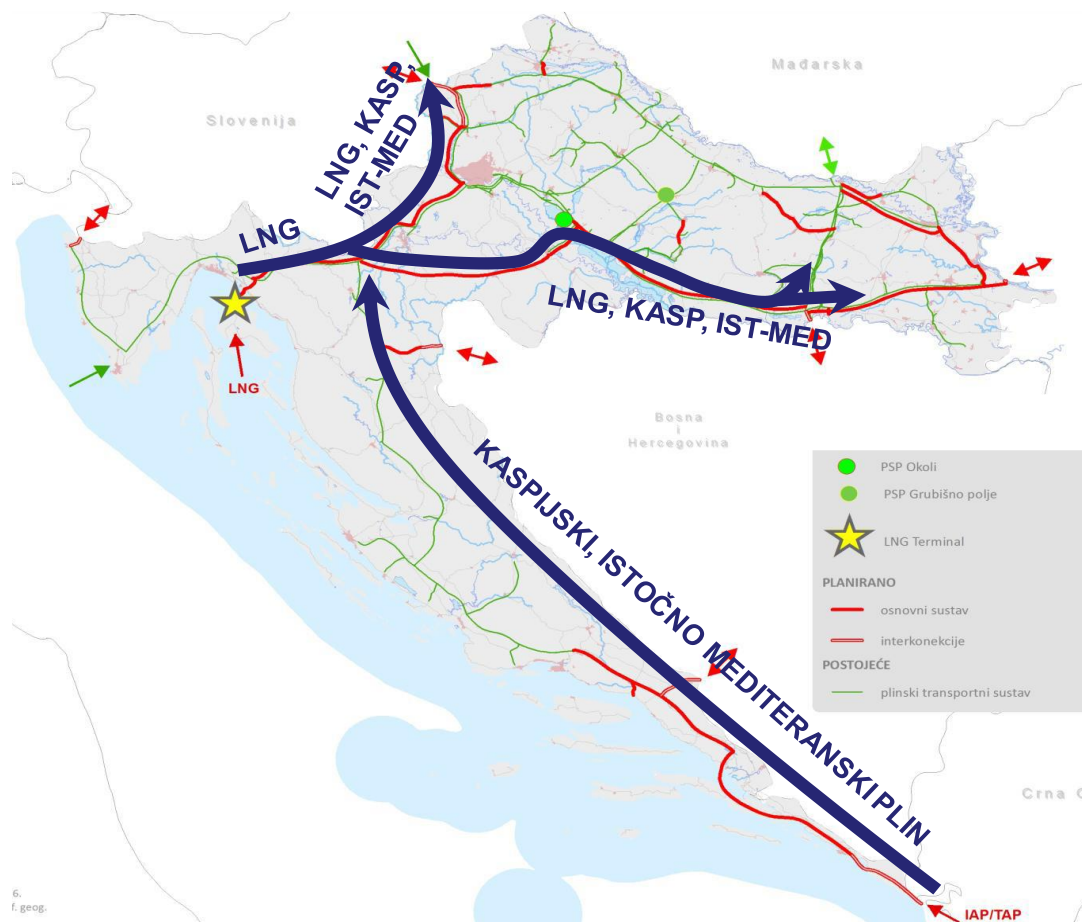 Mađarska
Slovenija
LNG, KASP,
IST-MED
LNG
LNG
LNG, KASP, IST-MED
Bosna
i
Hercegovina
KASPIJSKI, ISTOČNO MEDITERANSKI PLIN
PSP Okoli
PSP Grubišno polje
LNG Terminal
PLANIRANO
osnovni sustav
interkonekcije
POSTOJEĆE
plinski transportni sustav
Crna G
6.
f. geog.
IAP/TAP